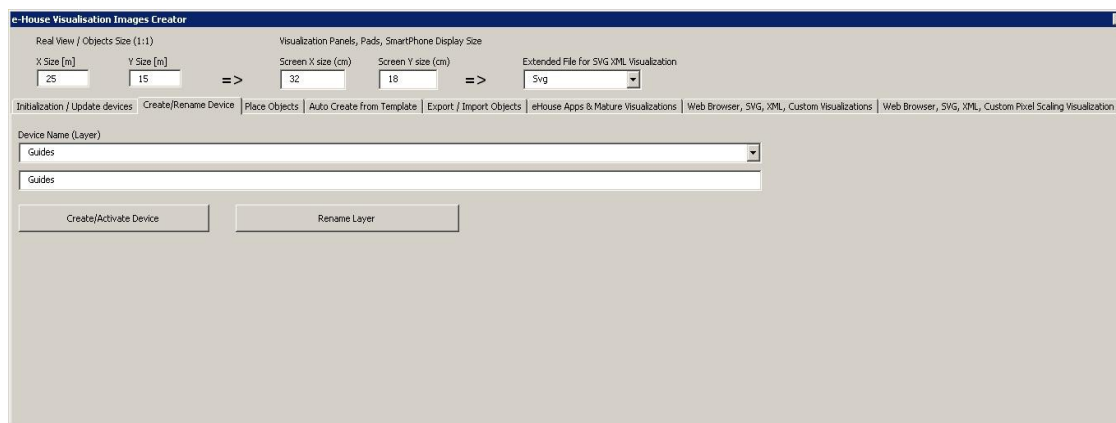 e-House Visualisation Images Creator
Real View / Objects Size (1:1) Visualization Panels, Pads, SmartPhone Display Size
X Size [m] Y Size [m] Screen X size (cm) Screen Y size (cm) Extended File for SVG XML Visualization
25 15 => 32 18 => Svg
Initialization / Update devices Create/Rename Device Place Objects Auto Create from Template Export / Import Objects eHouse Apps & Mature Visualizations Web Browser, SVG, XML, Custom Visualizations Web Browser, SVG, XML, Custom Pixel Scaling Visualization
Device Name (Layer)
Guides
Guides
Create/Activate Device Rename Layer